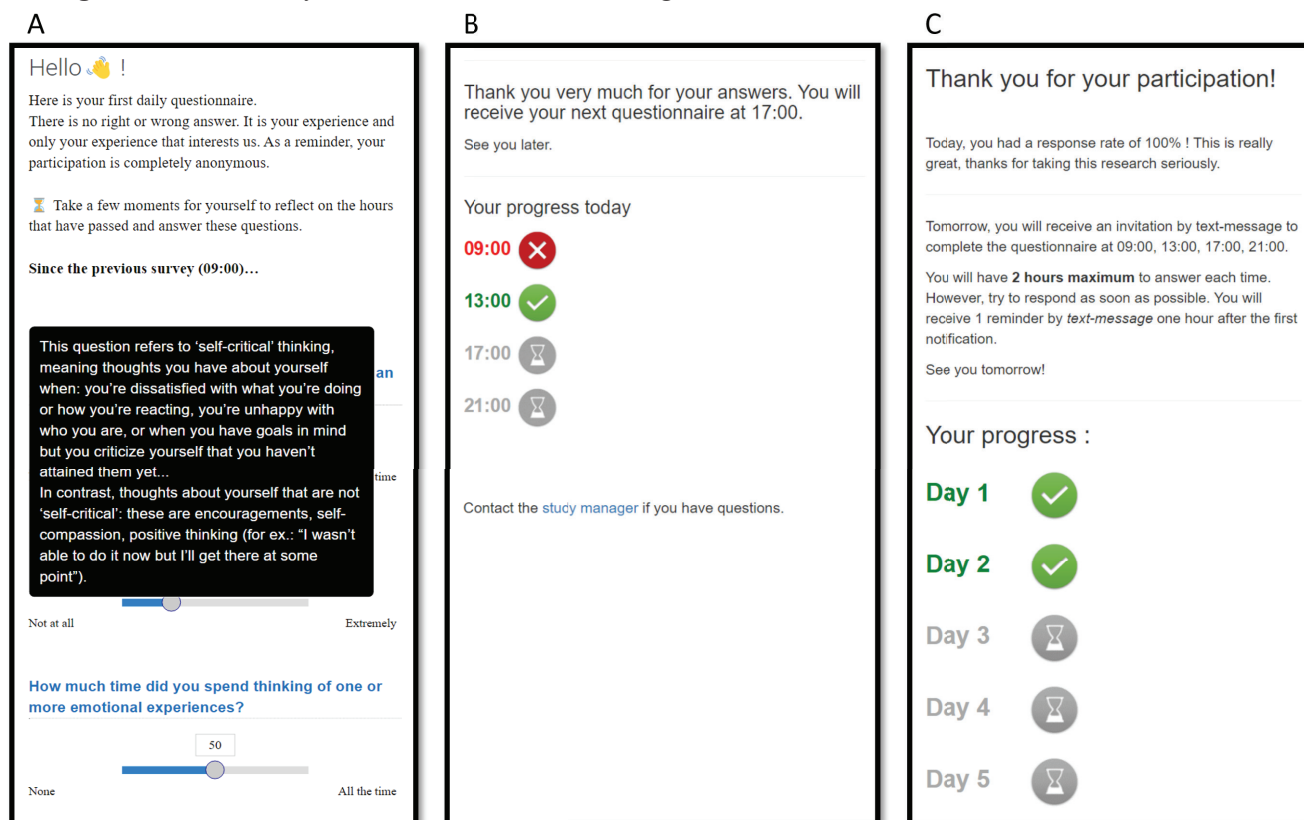 A
Hello 👋 !
Here is your first daily questionnaire.
There is no right or wrong answer. It is your experience and
only your experience that interests us. As a reminder, your
participation is completely anonymous.
⏳ Take a few moments for yourself to reflect on the hours
that have passed and answer these questions.
Since the previous survey (09:00)…
This question refers to ‘self-critical’ thinking,
meaning thoughts you have about yourself
when: you’re dissatisfied with what you’re doing
or how you’re reacting, you’re unhappy with
who you are, or when you have goals in mind
but you criticize yourself that you haven’t
attained them yet...
In contrast, thoughts about yourself that are not
‘self-critical’: these are encouragements, self-
compassion, positive thinking (for ex.: “I wasn’t
able to do it now but I’ll get there at some
point”).
an
time
Not at all Extremely
How much time did you spend thinking of one or
more emotional experiences?
50
None All the time
B
Thank you very much for your answers. You will
receive your next questionnaire at 17:00.
See you later.
Your progress today
09:00
13:00
17:00
21:00
Contact the study manager if you have questions.
C
Thank you for your participation!
Today, you had a response rate of 100% ! This is really
great, thanks for taking this research seriously.
Tomorrow, you will receive an invitation by text-message to
complete the questionnaire at 09:00, 13:00, 17:00, 21:00.
You will have 2 hours maximum to answer each time.
However, try to respond as soon as possible. You will
receive 1 reminder by text-message one hour after the first
notification.
See you tomorrow!
Your progress :
Day 1
Day 2
Day 3
Day 4
Day 5